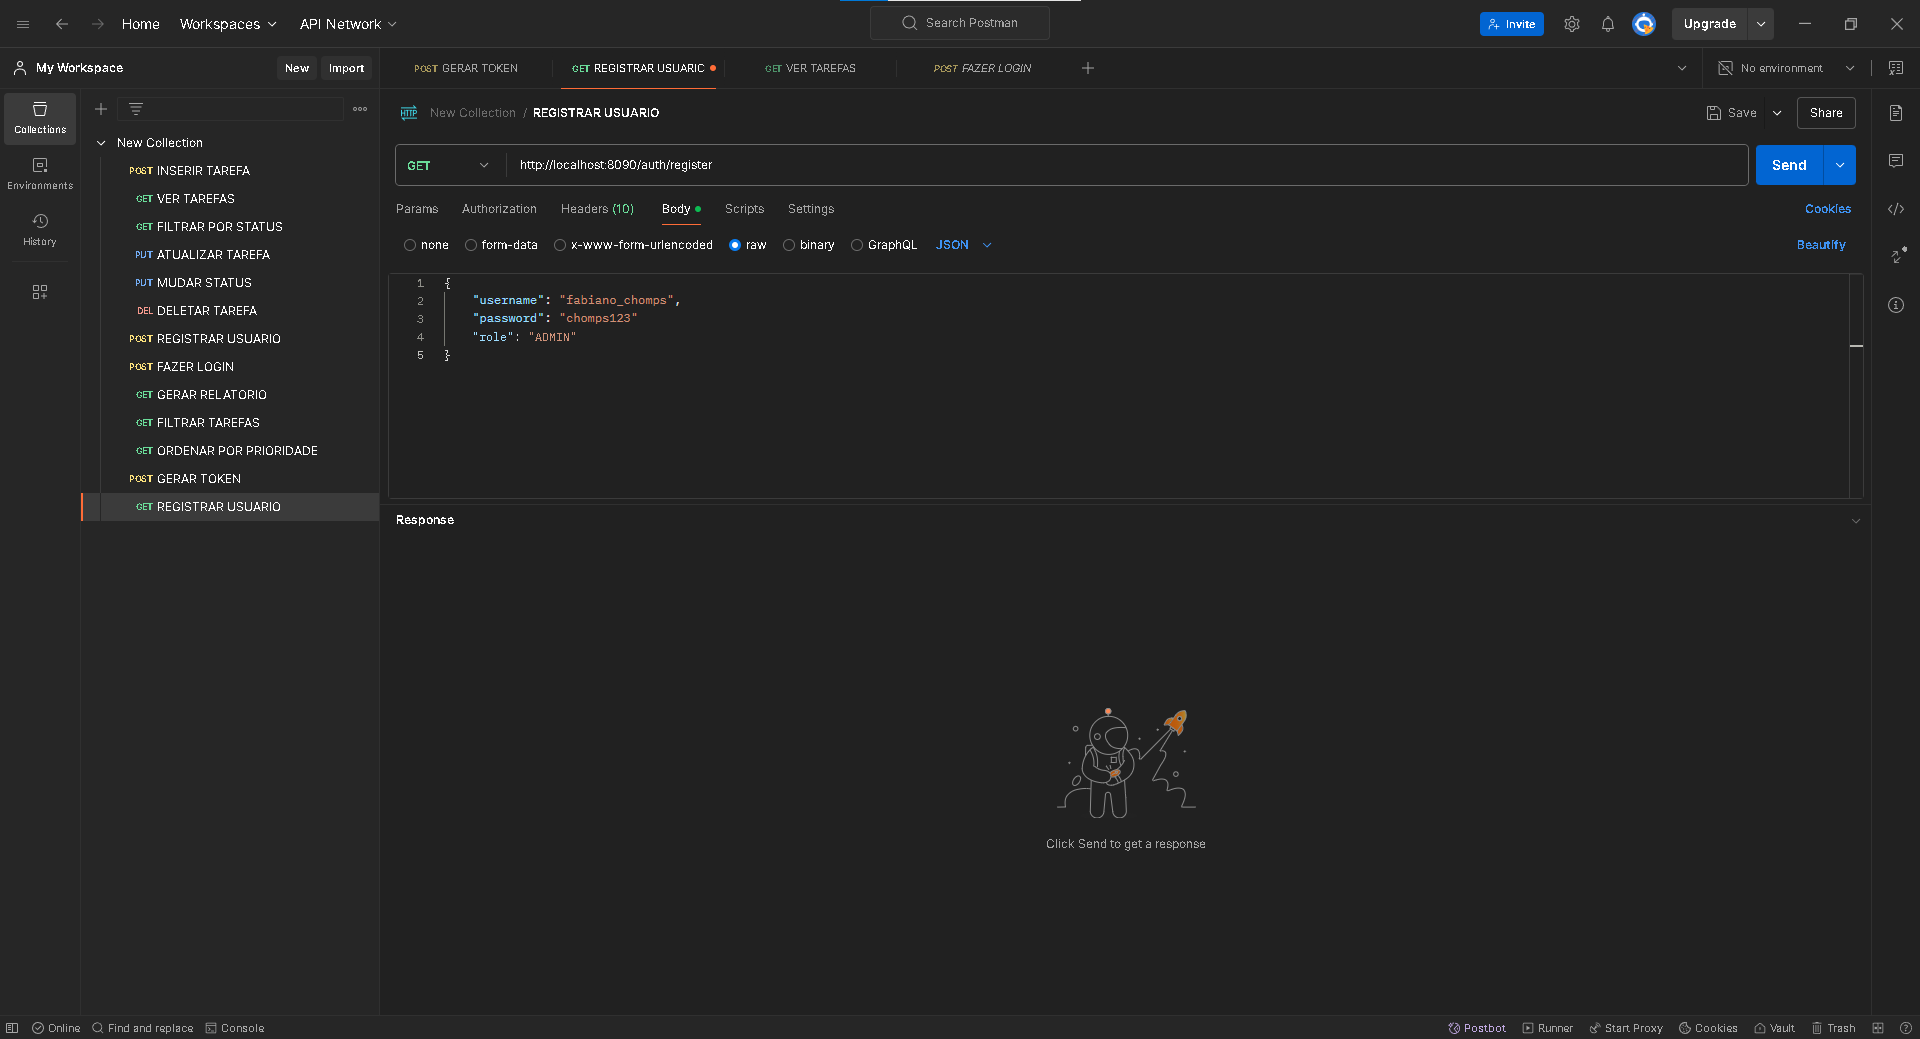 Home Workspaces API Network Search Postman Invite Upgrade
My Workspace New Import
POST GERAR TOKEN GET REGISTRAR USUARIC GET VER TAREFAS POST FAZER LOGIN No environment
Collections
Environments
History
New Collection
POST INSERIR TAREFA
GET VER TAREFAS
GET FILTRAR POR STATUS
PUT ATUALIZAR TAREFA
PUT MUDAR STATUS
DEL DELETAR TAREFA
POST REGISTRAR USUARIO
POST FAZER LOGIN
GET GERAR RELATORIO
GET FILTRAR TAREFAS
GET ORDENAR POR PRIORIDADE
POST GERAR TOKEN
GET REGISTRAR USUARIO
HTTP New Collection / REGISTRAR USUARIO Save Share
GET http://localhost:8090/auth/register Send
Params Authorization Headers (10) Body Scripts Settings Cookies
none form-data x-www-form-urlencoded raw binary GraphQL JSON Beautify
1 {
2 "username": "fabiano_chomps",
3 "password": "chomps123"
4 "role": "ADMIN"
5 }
Response
Click Send to get a response
Online Find and replace Console Postbot Runner Start Proxy Cookies Vault Trash